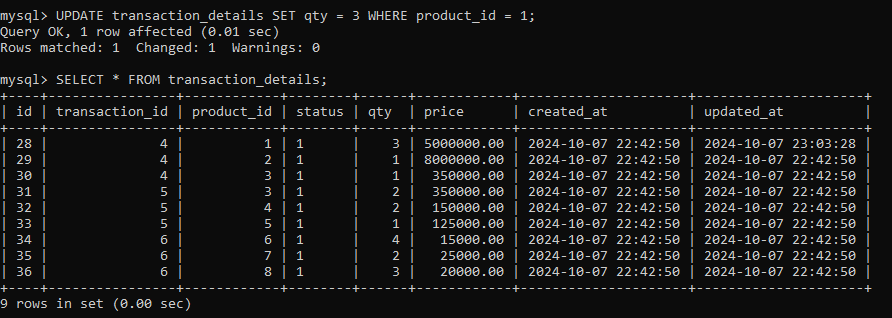 mysql> UPDATE transaction_details SET qty = 3 WHERE product_id = 1;
Query OK, 1 row affected (0.01 sec)
Rows matched: 1  Changed: 1  Warnings: 0

mysql> SELECT * FROM transaction_details;
+----+----------------+------------+--------+-----+------------+---------------------+---------------------+
| id | transaction_id | product_id | status | qty | price      | created_at          | updated_at          |
+----+----------------+------------+--------+-----+------------+---------------------+---------------------+
| 28 |              4 |          1 | 1      |   3 | 5000000.00 | 2024-10-07 22:42:50 | 2024-10-07 23:03:28 |
| 29 |              4 |          2 | 1      |   1 | 8000000.00 | 2024-10-07 22:42:50 | 2024-10-07 22:42:50 |
| 30 |              4 |          3 | 1      |   1 |  350000.00 | 2024-10-07 22:42:50 | 2024-10-07 22:42:50 |
| 31 |              5 |          3 | 1      |   2 |  350000.00 | 2024-10-07 22:42:50 | 2024-10-07 22:42:50 |
| 32 |              5 |          4 | 1      |   2 |  150000.00 | 2024-10-07 22:42:50 | 2024-10-07 22:42:50 |
| 33 |              5 |          5 | 1      |   1 |  125000.00 | 2024-10-07 22:42:50 | 2024-10-07 22:42:50 |
| 34 |              6 |          6 | 1      |   4 |   15000.00 | 2024-10-07 22:42:50 | 2024-10-07 22:42:50 |
| 35 |              6 |          7 | 1      |   2 |   25000.00 | 2024-10-07 22:42:50 | 2024-10-07 22:42:50 |
| 36 |              6 |          8 | 1      |   3 |   20000.00 | 2024-10-07 22:42:50 | 2024-10-07 22:42:50 |
+----+----------------+------------+--------+-----+------------+---------------------+---------------------+
9 rows in set (0.00 sec)